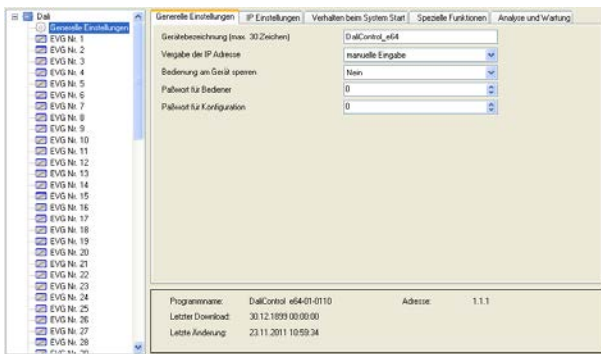 Dali
Generelle Einstellungen
EVG Nr. 1
EVG Nr. 2
EVG Nr. 3
EVG Nr. 4
EVG Nr. 5
EVG Nr. 6
EVG Nr. 7
EVG Nr. 8
EVG Nr. 9
EVG Nr. 10
EVG Nr. 11
EVG Nr. 12
EVG Nr. 13
EVG Nr. 14
EVG Nr. 15
EVG Nr. 16
EVG Nr. 17
EVG Nr. 18
EVG Nr. 19
EVG Nr. 20
EVG Nr. 21
EVG Nr. 22
EVG Nr. 23
EVG Nr. 24
EVG Nr. 25
EVG Nr. 26
EVG Nr. 27
EVG Nr. 28
EVG Nr. 29
Generelle Einstellungen IP Einstellungen Verhalten beim System Start Spezielle Funktionen Analyse und Wartung
Gerätebezeichnung (max. 30 Zeichen) DaliControl_e64
Vergabe der IP Adresse manuelle Eingabe
Bedienung am Gerät sperren Nein
Paßwort für Bediener 0
Paßwort für Konfiguration 0
Programmname: DaliControl e64-01-0110 Adresse: 1.1.1
Letzter Download: 30.12.1899 00:00:00
Letzte Änderung: 23.11.2011 10:59:34